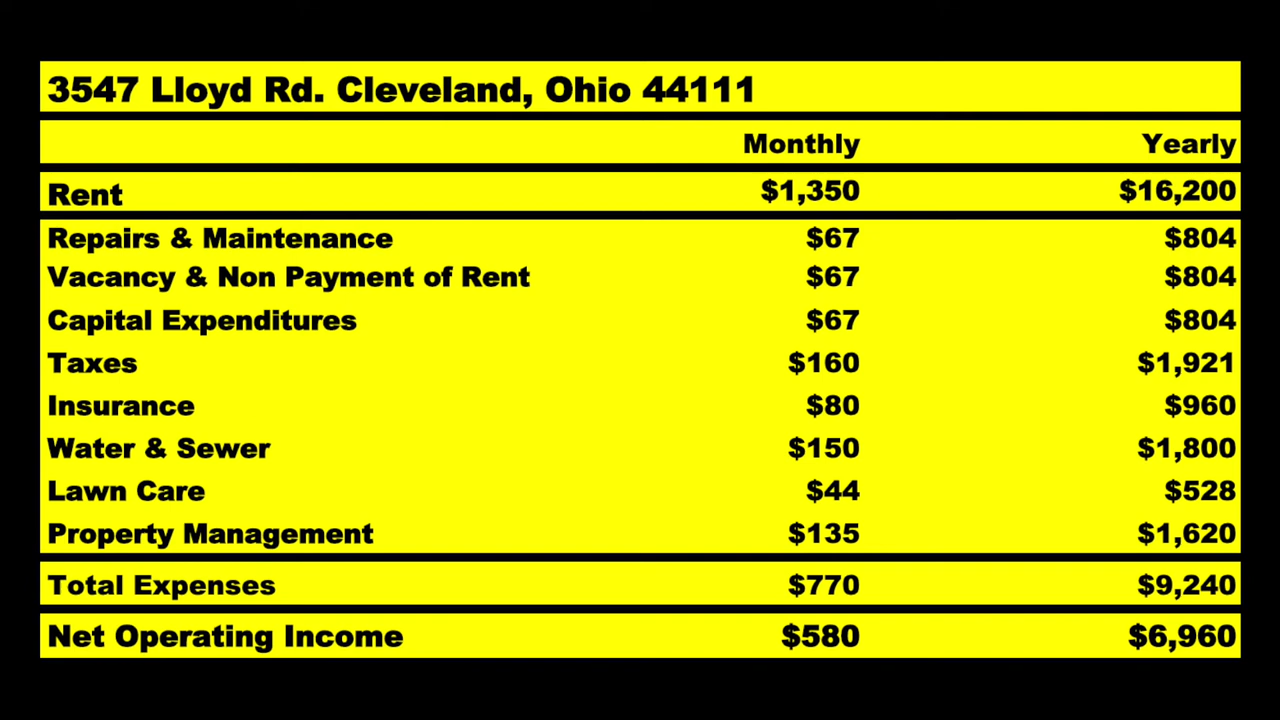 3547 Lloyd Rd. Cleveland, Ohio 44111
Monthly Yearly
Rent $1,350 $16,200
Repairs & Maintenance $67 $804
Vacancy & Non Payment of Rent $67 $804
Capital Expenditures $67 $804
Taxes $160 $1,921
Insurance $80 $960
Water & Sewer $150 $1,800
Lawn Care $44 $528
Property Management $135 $1,620
Total Expenses $770 $9,240
Net Operating Income $580 $6,960